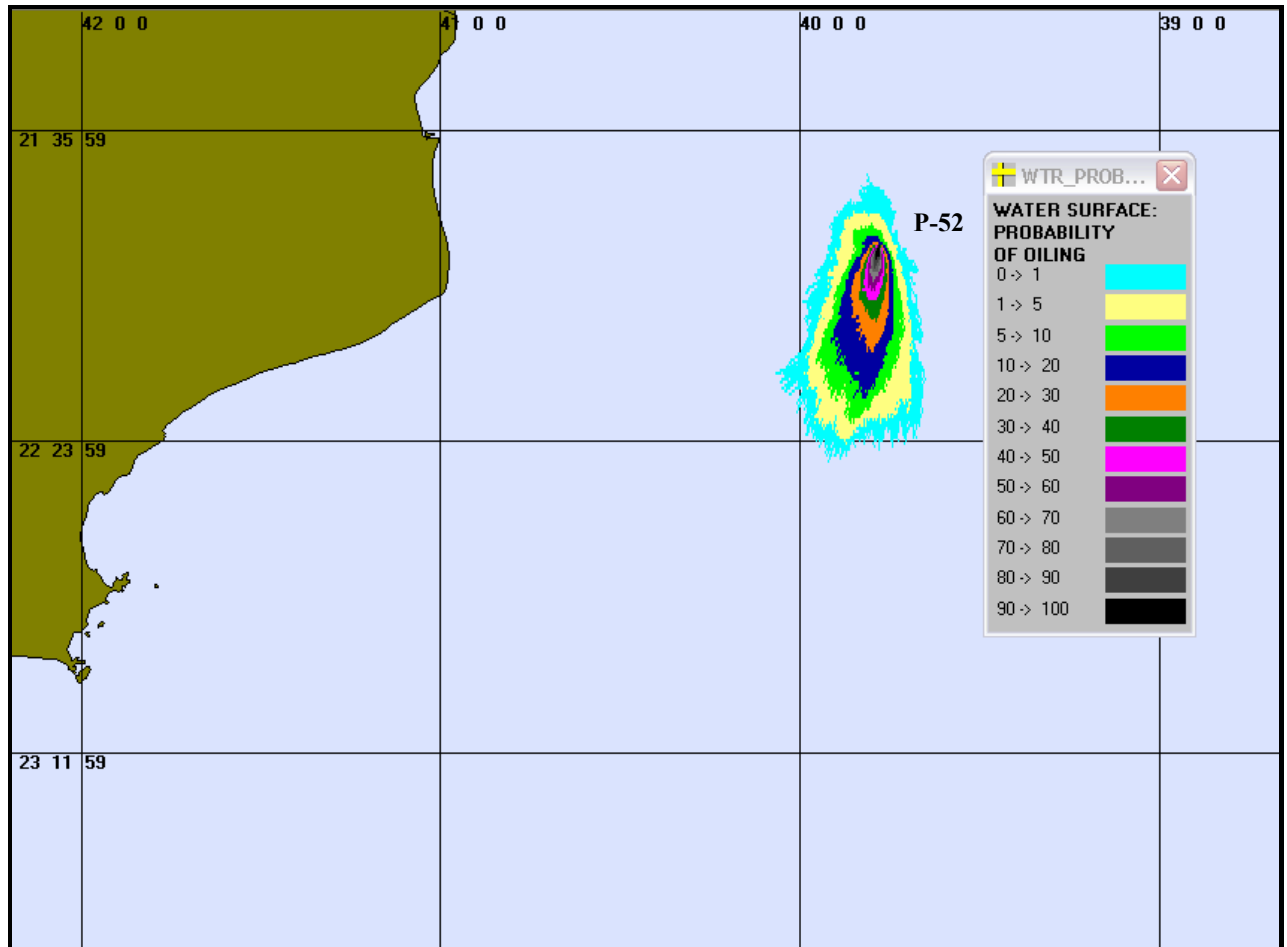 42 0 0
41 0 0
40 0 0
39 0 0
21 35 59
WTR_PROB...
WATER SURFACE:
PROBABILITY
OF OILING
P-52
0 -> 1
1 -> 5
5 -> 10
10 -> 20
20 -> 30
30 -> 40
22 23 59
40 -> 50
50 -> 60
60 -> 70
70 -> 80
80 -> 90
90 -> 100
23 11 59